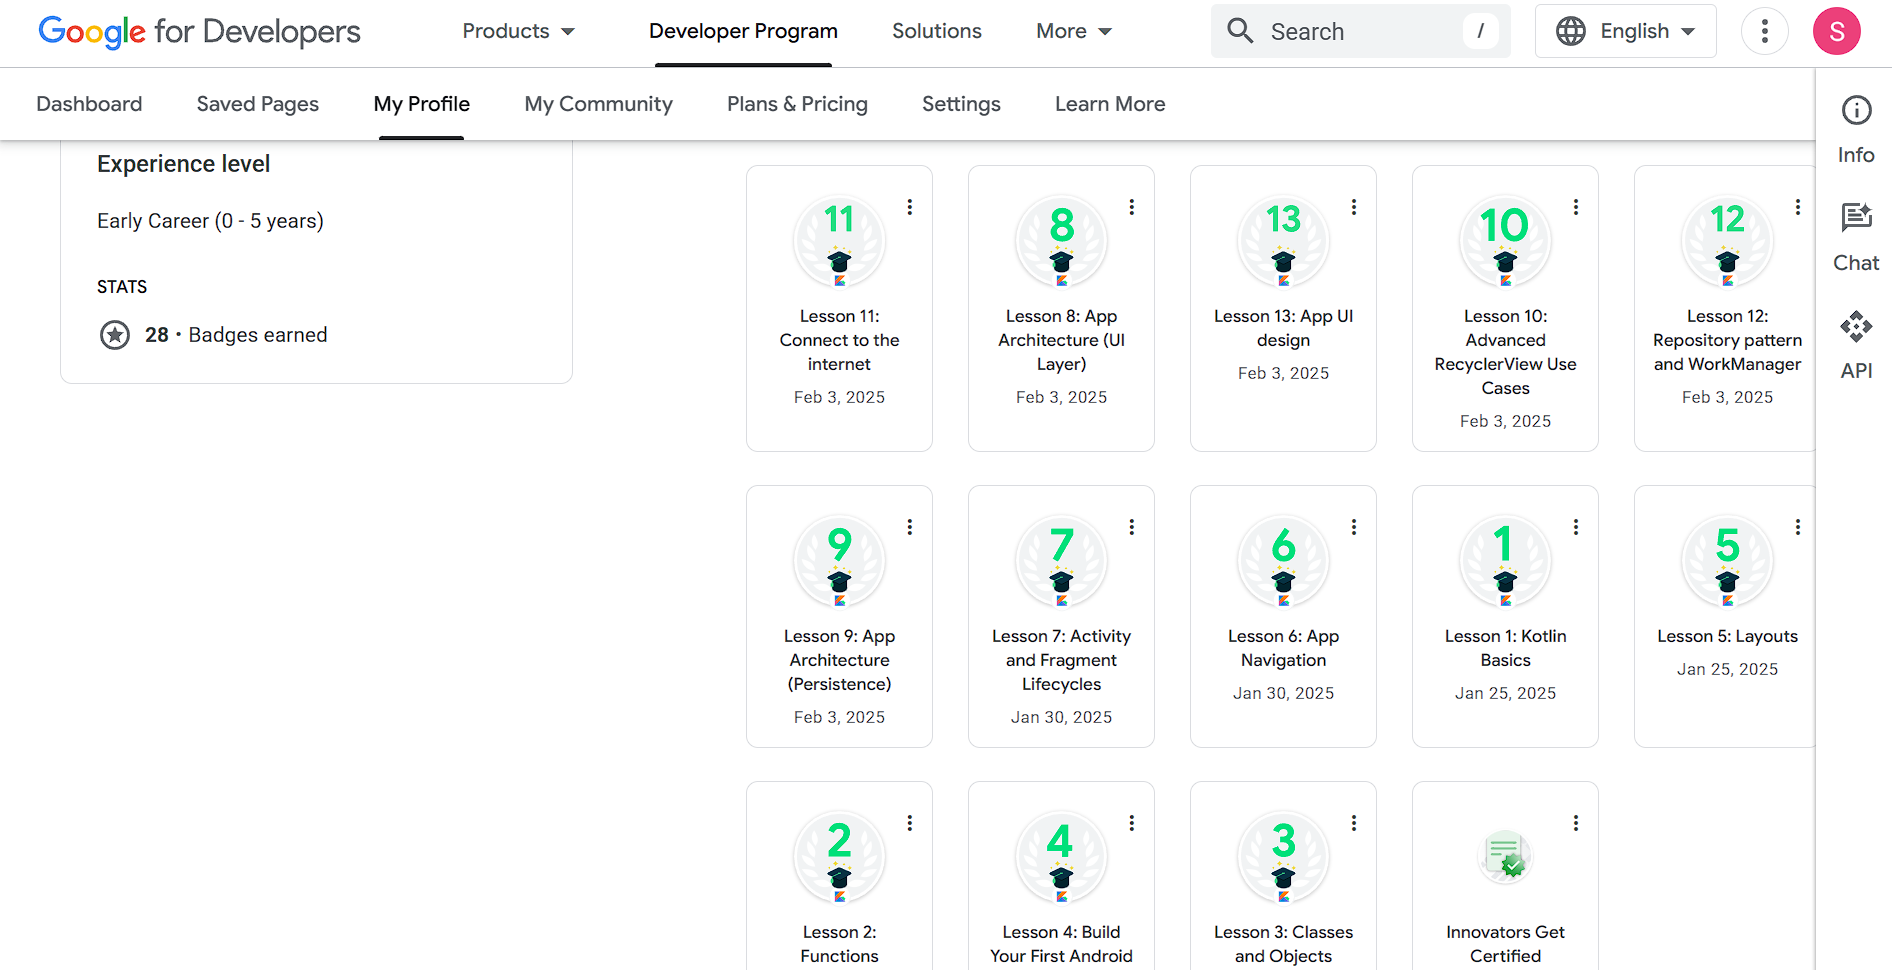 Google for Developers
Products
Developer Program
Solutions
More
Search
/
English
S
Dashboard
Saved Pages
My Profile
My Community
Plans & Pricing
Settings
Learn More
Info
Chat
API
Experience level
Early Career (0 - 5 years)
STATS
28 • Badges earned
11
Lesson 11:
Connect to the
internet
Feb 3, 2025
8
Lesson 8: App
Architecture (UI
Layer)
Feb 3, 2025
13
Lesson 13: App UI
design
Feb 3, 2025
10
Lesson 10:
Advanced
RecyclerView Use
Cases
Feb 3, 2025
12
Lesson 12:
Repository pattern
and WorkManager
Feb 3, 2025
9
Lesson 9: App
Architecture
(Persistence)
Feb 3, 2025
7
Lesson 7: Activity
and Fragment
Lifecycles
Jan 30, 2025
6
Lesson 6: App
Navigation
Jan 30, 2025
1
Lesson 1: Kotlin
Basics
Jan 25, 2025
5
Lesson 5: Layouts
Jan 25, 2025
2
Lesson 2:
Functions
4
Lesson 4: Build
Your First Android
3
Lesson 3: Classes
and Objects
Innovators Get
Certified